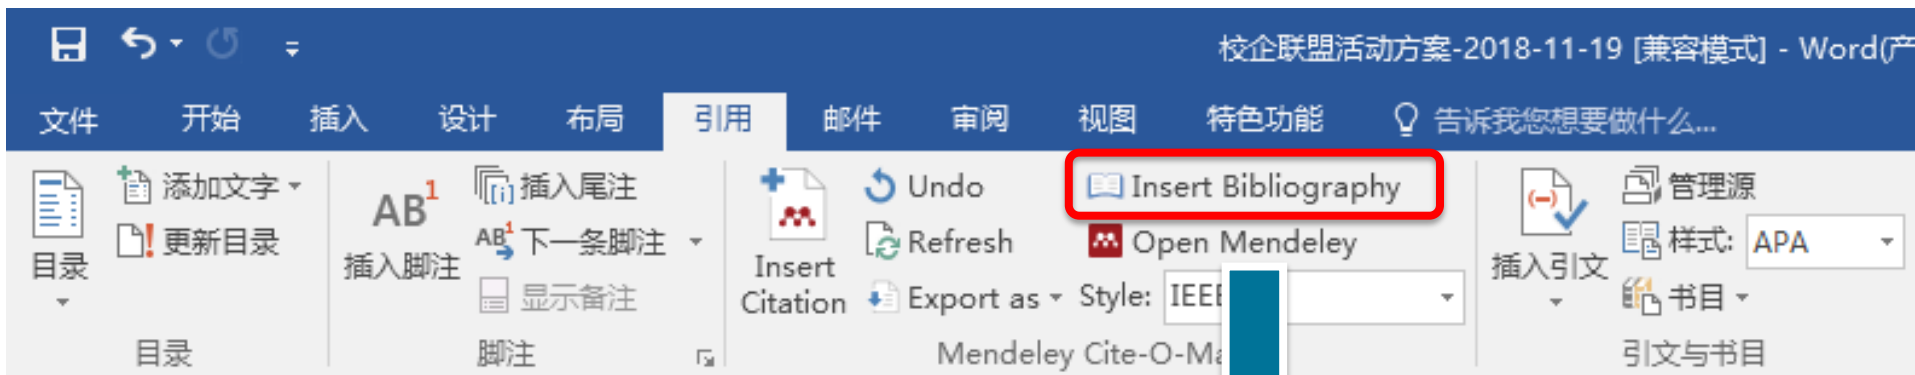 校企联盟活动方案-2018-11-19 [兼容模式] - Word(产
文件 开始 插入 设计 布局 引用 邮件 审阅 视图 特色功能 告诉我您想要做什么...
目录
添加文字
更新目录
目录
AB1
插入脚注
插入尾注
下一条脚注
显示备注
脚注
Insert
Citation
Undo
Refresh
Export as
Insert Bibliography
Open Mendeley
Style:
Mendeley Cite-O-
插入引文
管理源
样式: APA
书目
引文与书目